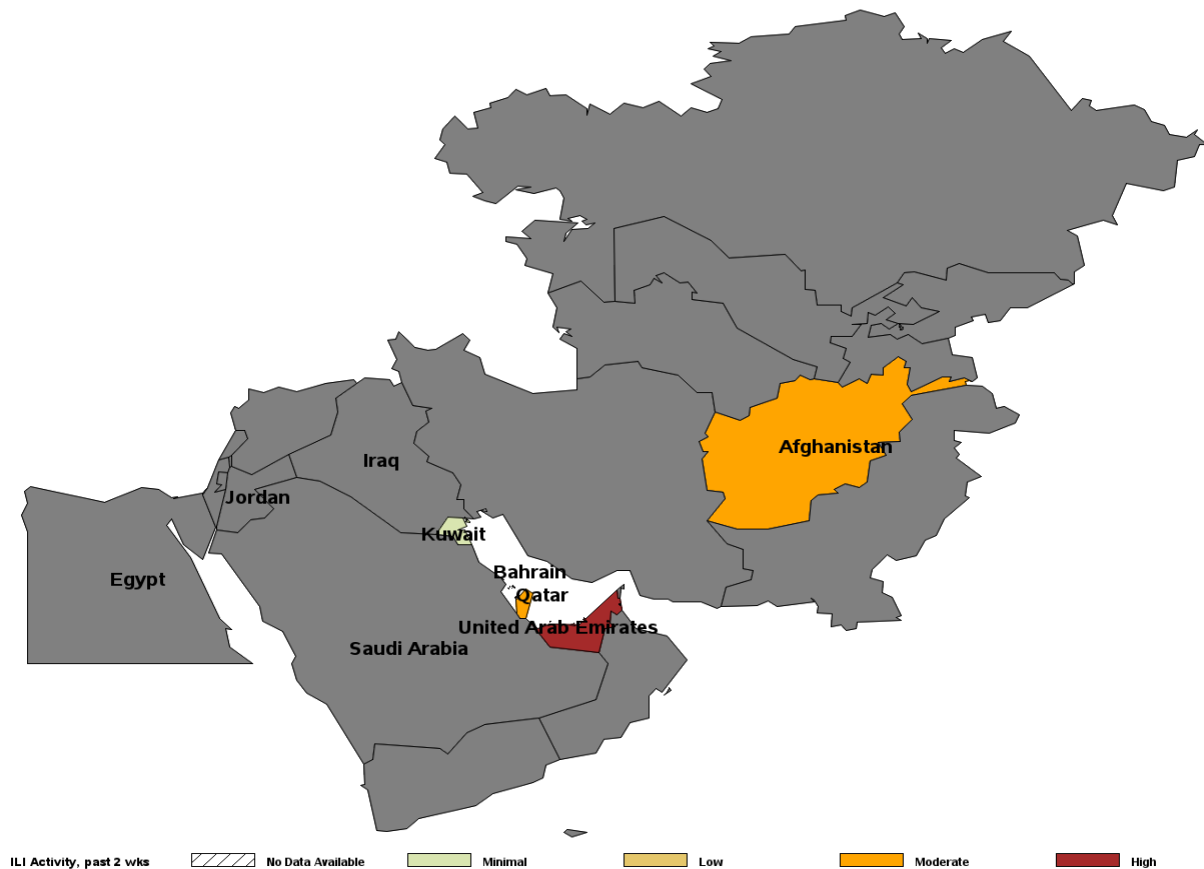 Afghanistan
Iraq
Jordan
Kuwait
Bahrain
Egypt
Qatar
United Arab Emirates
Saudi Arabia
ILI Activity, past 2 wks
No Data Available
Minimal
Low
Moderate
High